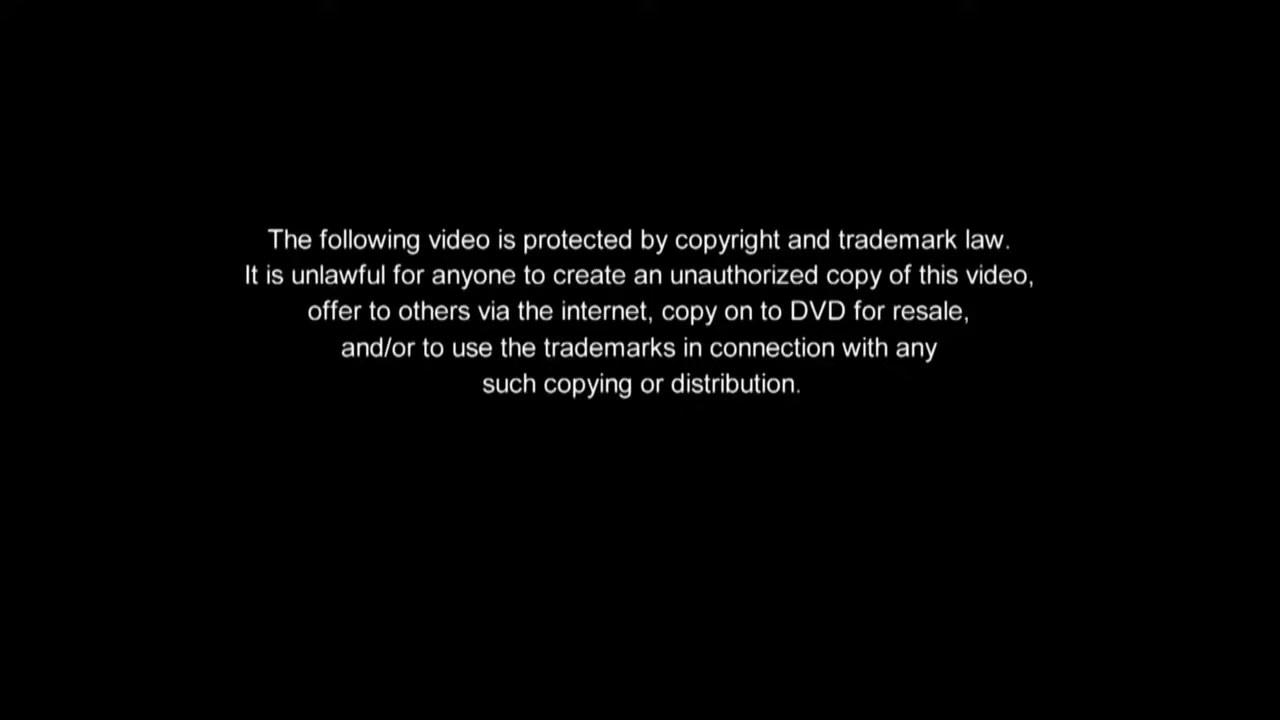 The following video is protected by copyright and trademark law.
It is unlawful for anyone to create an unauthorized copy of this video,
offer to others via the internet, copy on to DVD for resale,
and/or to use the trademarks in connection with any
such copying or distribution.